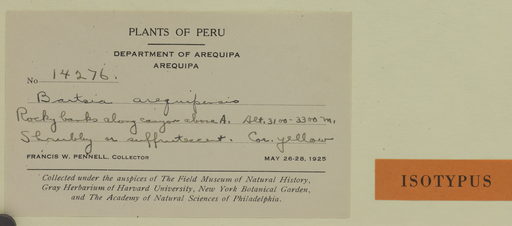 PLANTS OF PERU
DEPARTMENT OF AREQUIPA
AREQUIPA
No 14276.
Bartsia arequipensis
Rocky banks along canyon above A. Alt. 3100-3300 m.
Shrubby or suffrutescent. Cor. yellow
FRANCIS W. PENNELL, COLLECTOR MAY 26-28, 1925
Collected under the auspices of The Field Museum of Natural History,
Gray Herbarium of Harvard University, New York Botanical Garden,
and The Academy of Natural Sciences of Philadelphia.
ISOTYPUS